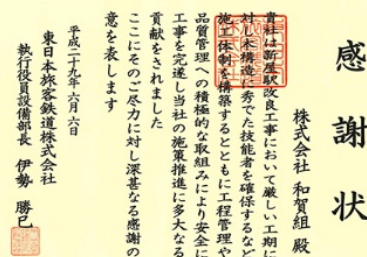 感謝状
株式会社 和賀組 殿
貴社は新屋駅改良工事において厳しい工期に
対し木構造に秀でた技能者を確保するなど
施工体制を構築するとともに工程管理や
品質管理への積極的な取組みにより安全に
工事を完遂し当社の施策推進に多大なる
貢献をされました
ここにそのご尽力に対し深甚なる感謝の
意を表します
平成二十九年六月六日
東日本旅客鉄道株式会社
執行役員設備部長 伊勢 勝巳